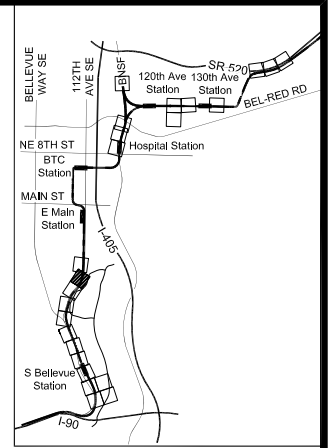 BELLEVUE
WAY SE
112TH
AVE SE
BNSF
SR 520
120th Ave
Station
130th Ave
Station
BEL-RED RD
NE 8TH ST
Hospital Station
BTC
Station
MAIN ST
E Main
Station
I-405
S Bellevue
Station
I-90